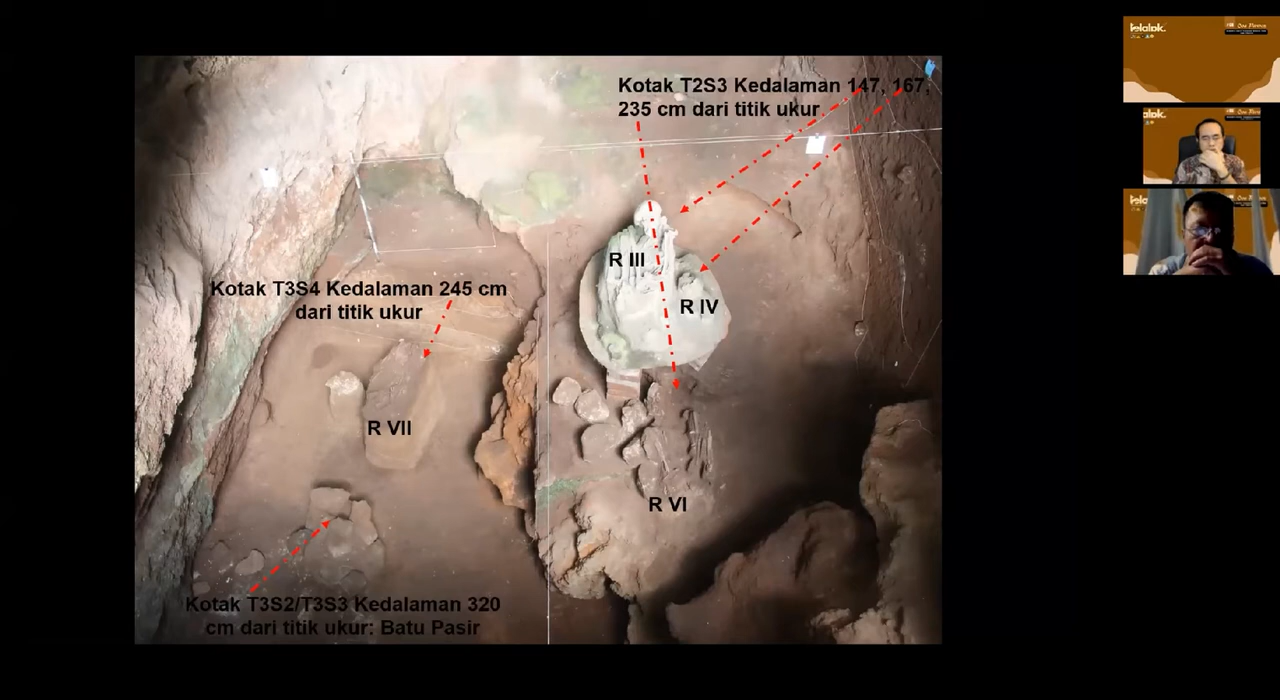 Kotak T2S3 Kedalaman 147, 167,
235 cm dari titik ukur
R III
R IV
Kotak T3S4 Kedalaman 245 cm
dari titik ukur
R VII
R VI
Kotak T3S2/T3S3 Kedalaman 320
cm dari titik ukur: Batu Pasir